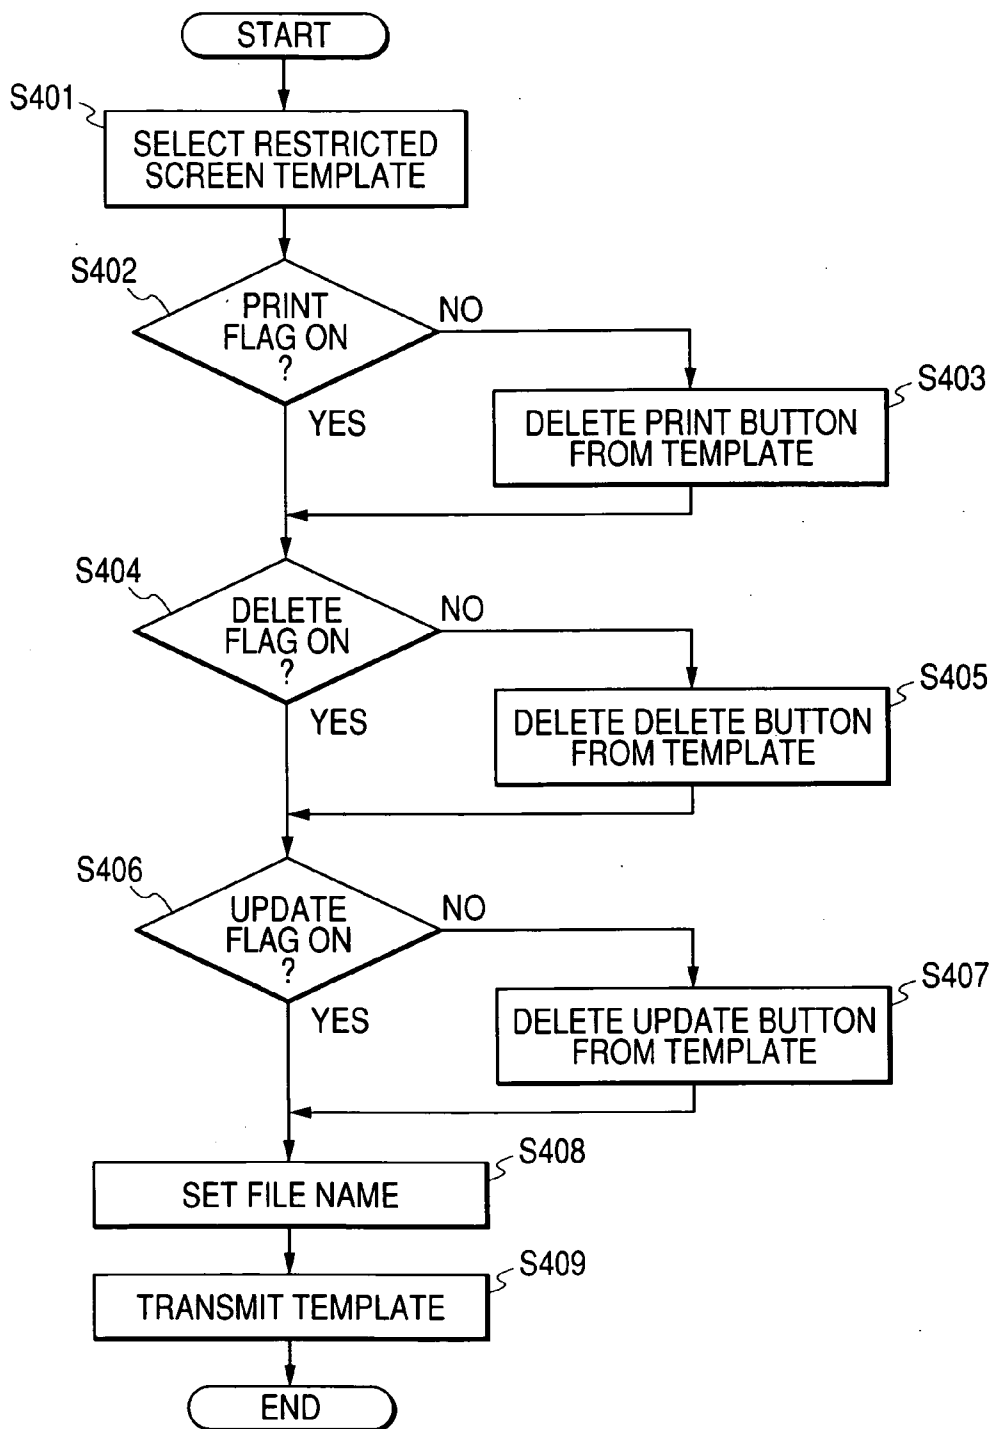 START
S401
SELECT RESTRICTED
SCREEN TEMPLATE
S402
PRINT
FLAG ON
?
NO
YES
S403
DELETE PRINT BUTTON
FROM TEMPLATE
S404
DELETE
FLAG ON
?
NO
YES
S405
DELETE DELETE BUTTON
FROM TEMPLATE
S406
UPDATE
FLAG ON
?
NO
YES
S407
DELETE UPDATE BUTTON
FROM TEMPLATE
S408
SET FILE NAME
S409
TRANSMIT TEMPLATE
END